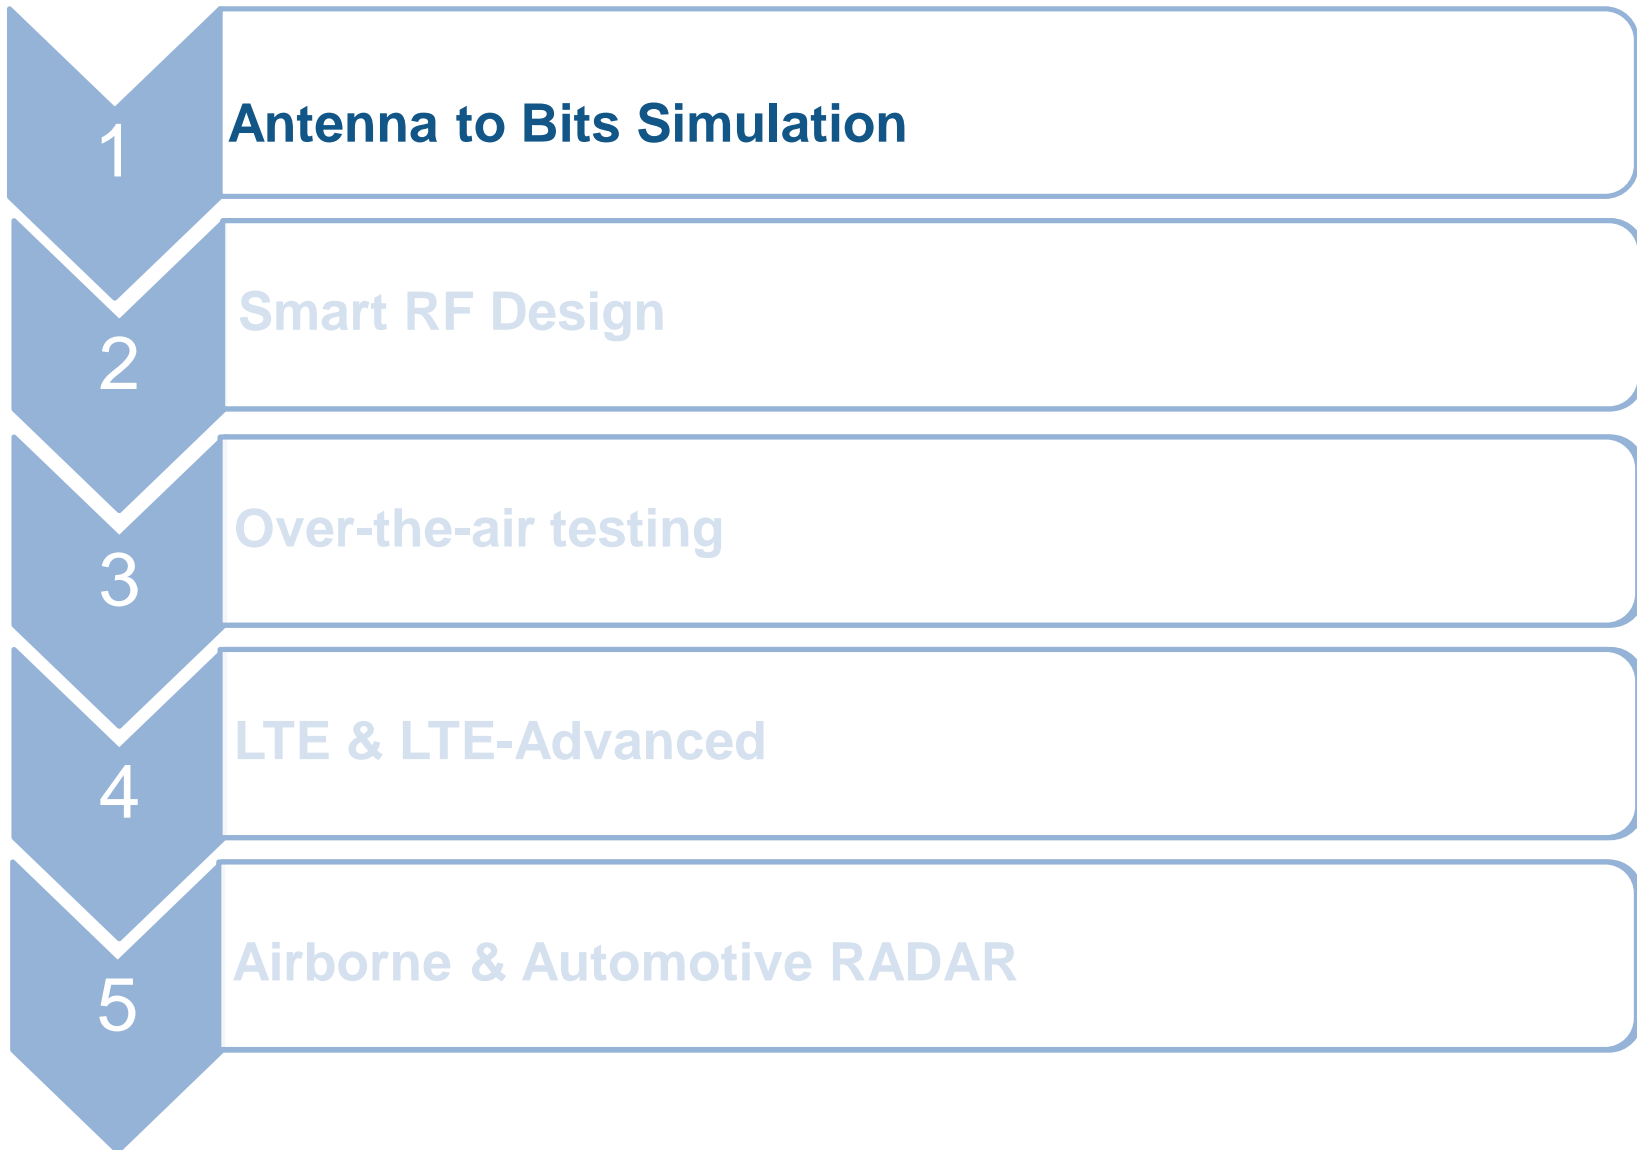 1
Antenna to Bits Simulation
2
Smart RF Design
3
Over-the-air testing
4
LTE & LTE-Advanced
5
Airborne & Automotive RADAR